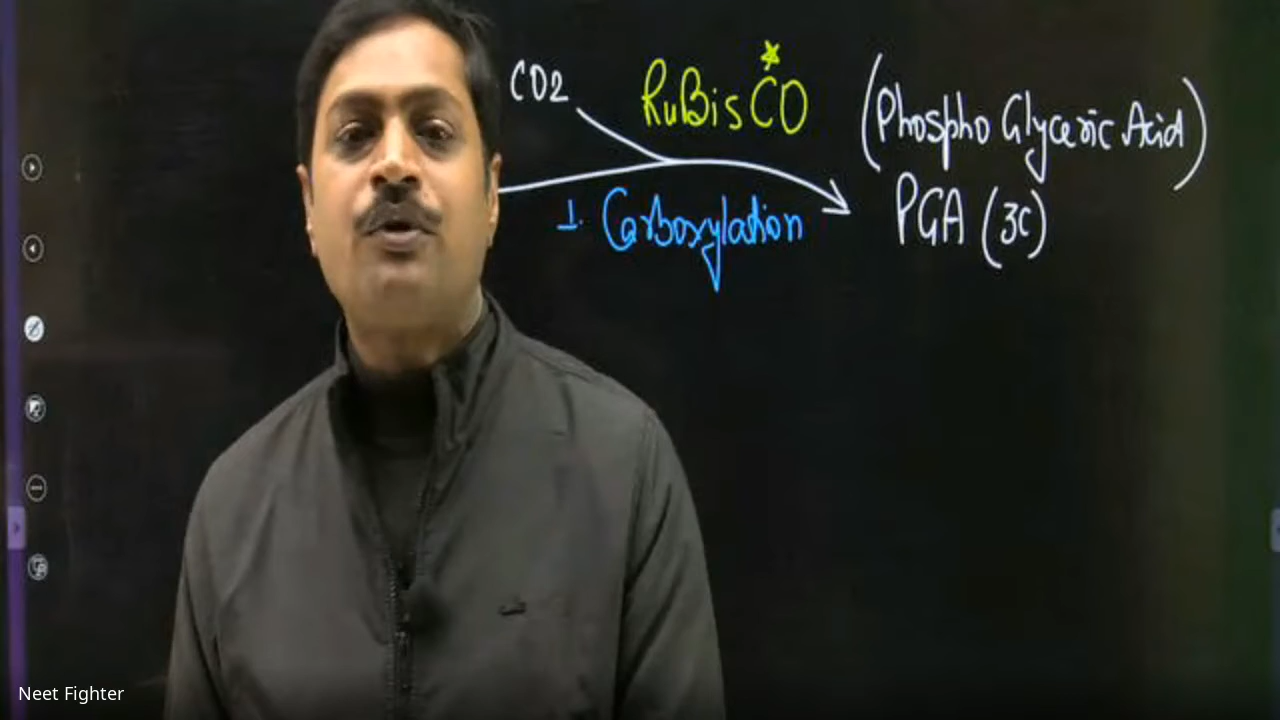 CO2
RuBisCO
(Phospho Glyceric Acid)
1. Carboxylation
PGA (3C)
Neet Fighter